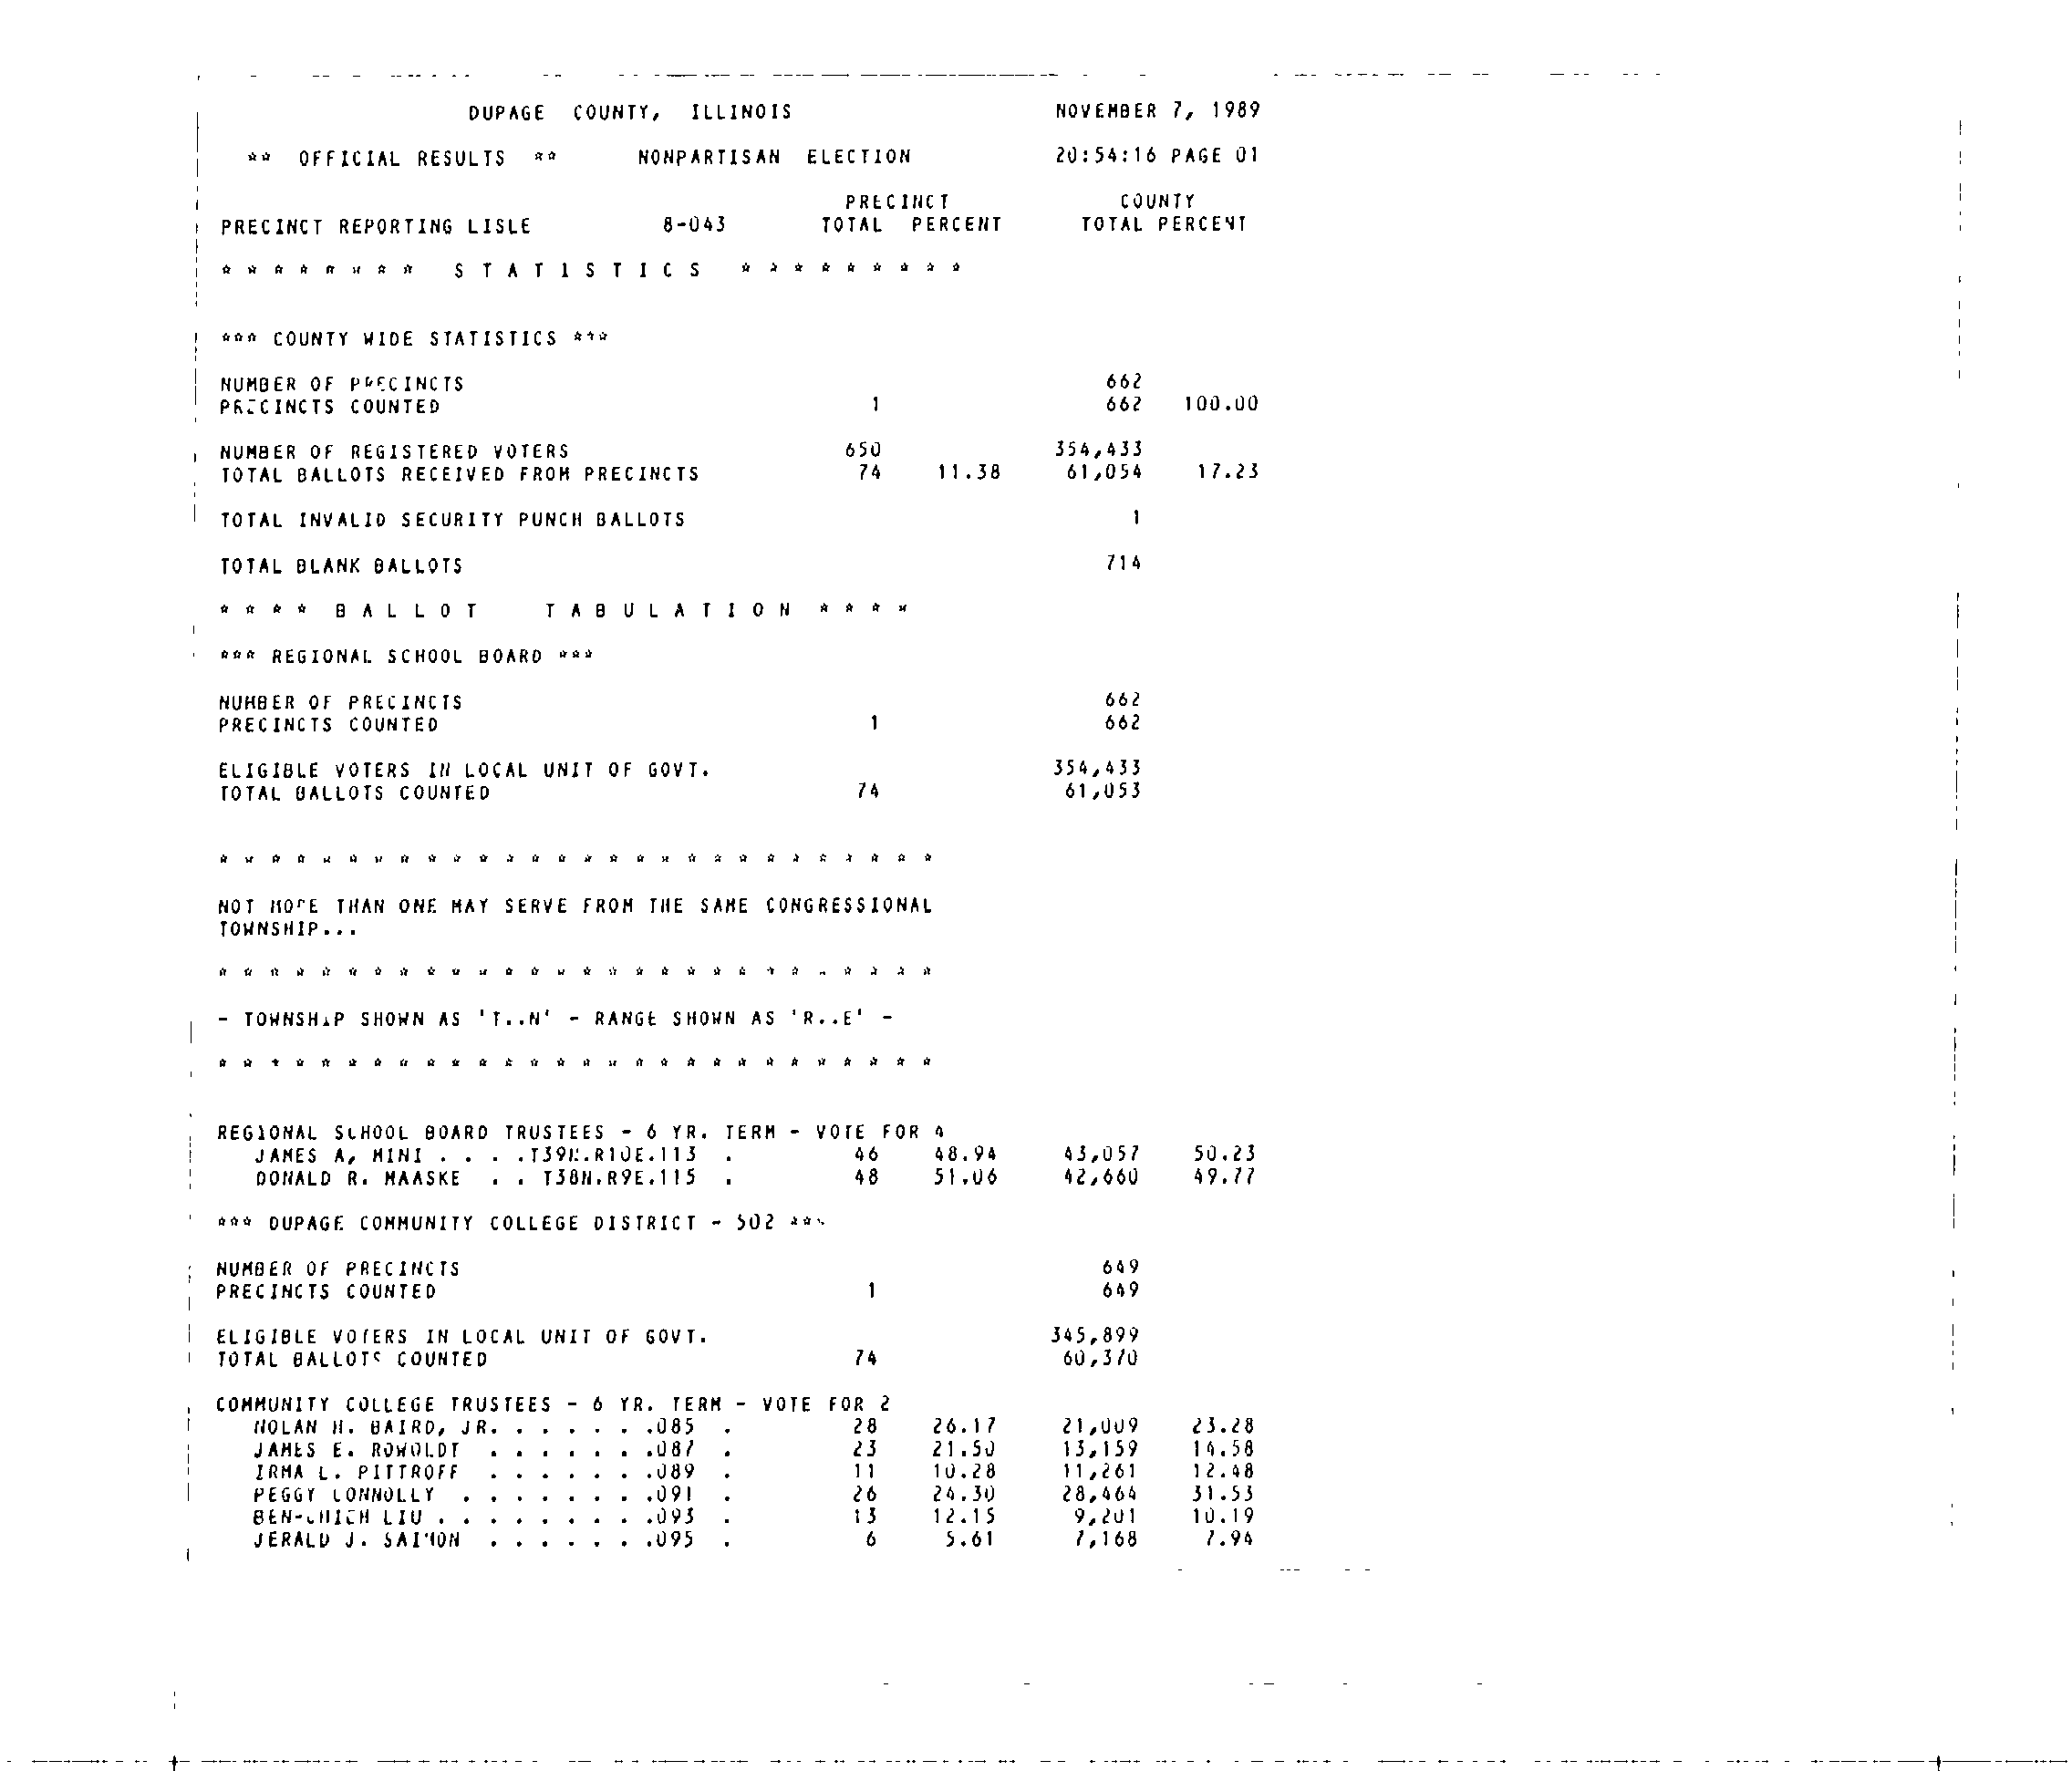 DUPAGE COUNTY, ILLINOIS NOVEMBER 7, 1989
** OFFICIAL RESULTS ** NONPARTISAN ELECTION 20:54:16 PAGE 01
PRECINCT COUNTY
PRECINCT REPORTING LISLE 8-043 TOTAL PERCENT TOTAL PERCENT
* * * * * * * * S T A T I S T I C S * * * * * * * * *
*** COUNTY WIDE STATISTICS ***
NUMBER OF PRECINCTS 662
PRECINCTS COUNTED 1 662 100.00
NUMBER OF REGISTERED VOTERS 650 354,433
TOTAL BALLOTS RECEIVED FROM PRECINCTS 74 11.38 61,054 17.23
TOTAL INVALID SECURITY PUNCH BALLOTS 1
TOTAL BLANK BALLOTS 714
* * * * B A L L O T T A B U L A T I O N * * * *
*** REGIONAL SCHOOL BOARD ***
NUMBER OF PRECINCTS 662
PRECINCTS COUNTED 1 662
ELIGIBLE VOTERS IN LOCAL UNIT OF GOVT. 354,433
TOTAL BALLOTS COUNTED 74 61,053
* * * * * * * * * * * * * * * * * * * * * * * * * * * *
NOT MORE THAN ONE MAY SERVE FROM THE SAME CONGRESSIONAL
TOWNSHIP...
* * * * * * * * * * * * * * * * * * * * * * * * * * * *
- TOWNSHIP SHOWN AS 'T..N' - RANGE SHOWN AS 'R..E' -
* * * * * * * * * * * * * * * * * * * * * * * * * * * *
REGIONAL SCHOOL BOARD TRUSTEES - 6 YR. TERM - VOTE FOR 4
JAMES A, MINI . . . .T39N.R10E.113 . 46 48.94 43,057 50.23
DONALD R. MAASKE . . T38N.R9E.115 . 48 51.06 42,660 49.77
*** DUPAGE COMMUNITY COLLEGE DISTRICT - 502 ***
NUMBER OF PRECINCTS 649
PRECINCTS COUNTED 1 649
ELIGIBLE VOTERS IN LOCAL UNIT OF GOVT. 345,899
TOTAL BALLOTS COUNTED 74 60,370
COMMUNITY COLLEGE TRUSTEES - 6 YR. TERM - VOTE FOR 2
NOLAN H. BAIRD, JR. . . . . . .085 . 28 26.17 21,009 23.28
JAMES E. ROWOLDT . . . . . . .087 . 23 21.50 13,159 14.58
IRMA L. PITTROFF . . . . . . .089 . 11 10.28 11,261 12.48
PEGGY CONNOLLY . . . . . . . .091 . 26 24.30 28,464 31.53
BEN-CHICH LIU . . . . . . . . .093 . 13 12.15 9,201 10.19
JERALD J. SAIMON . . . . . . .095 . 6 5.61 7,168 7.94